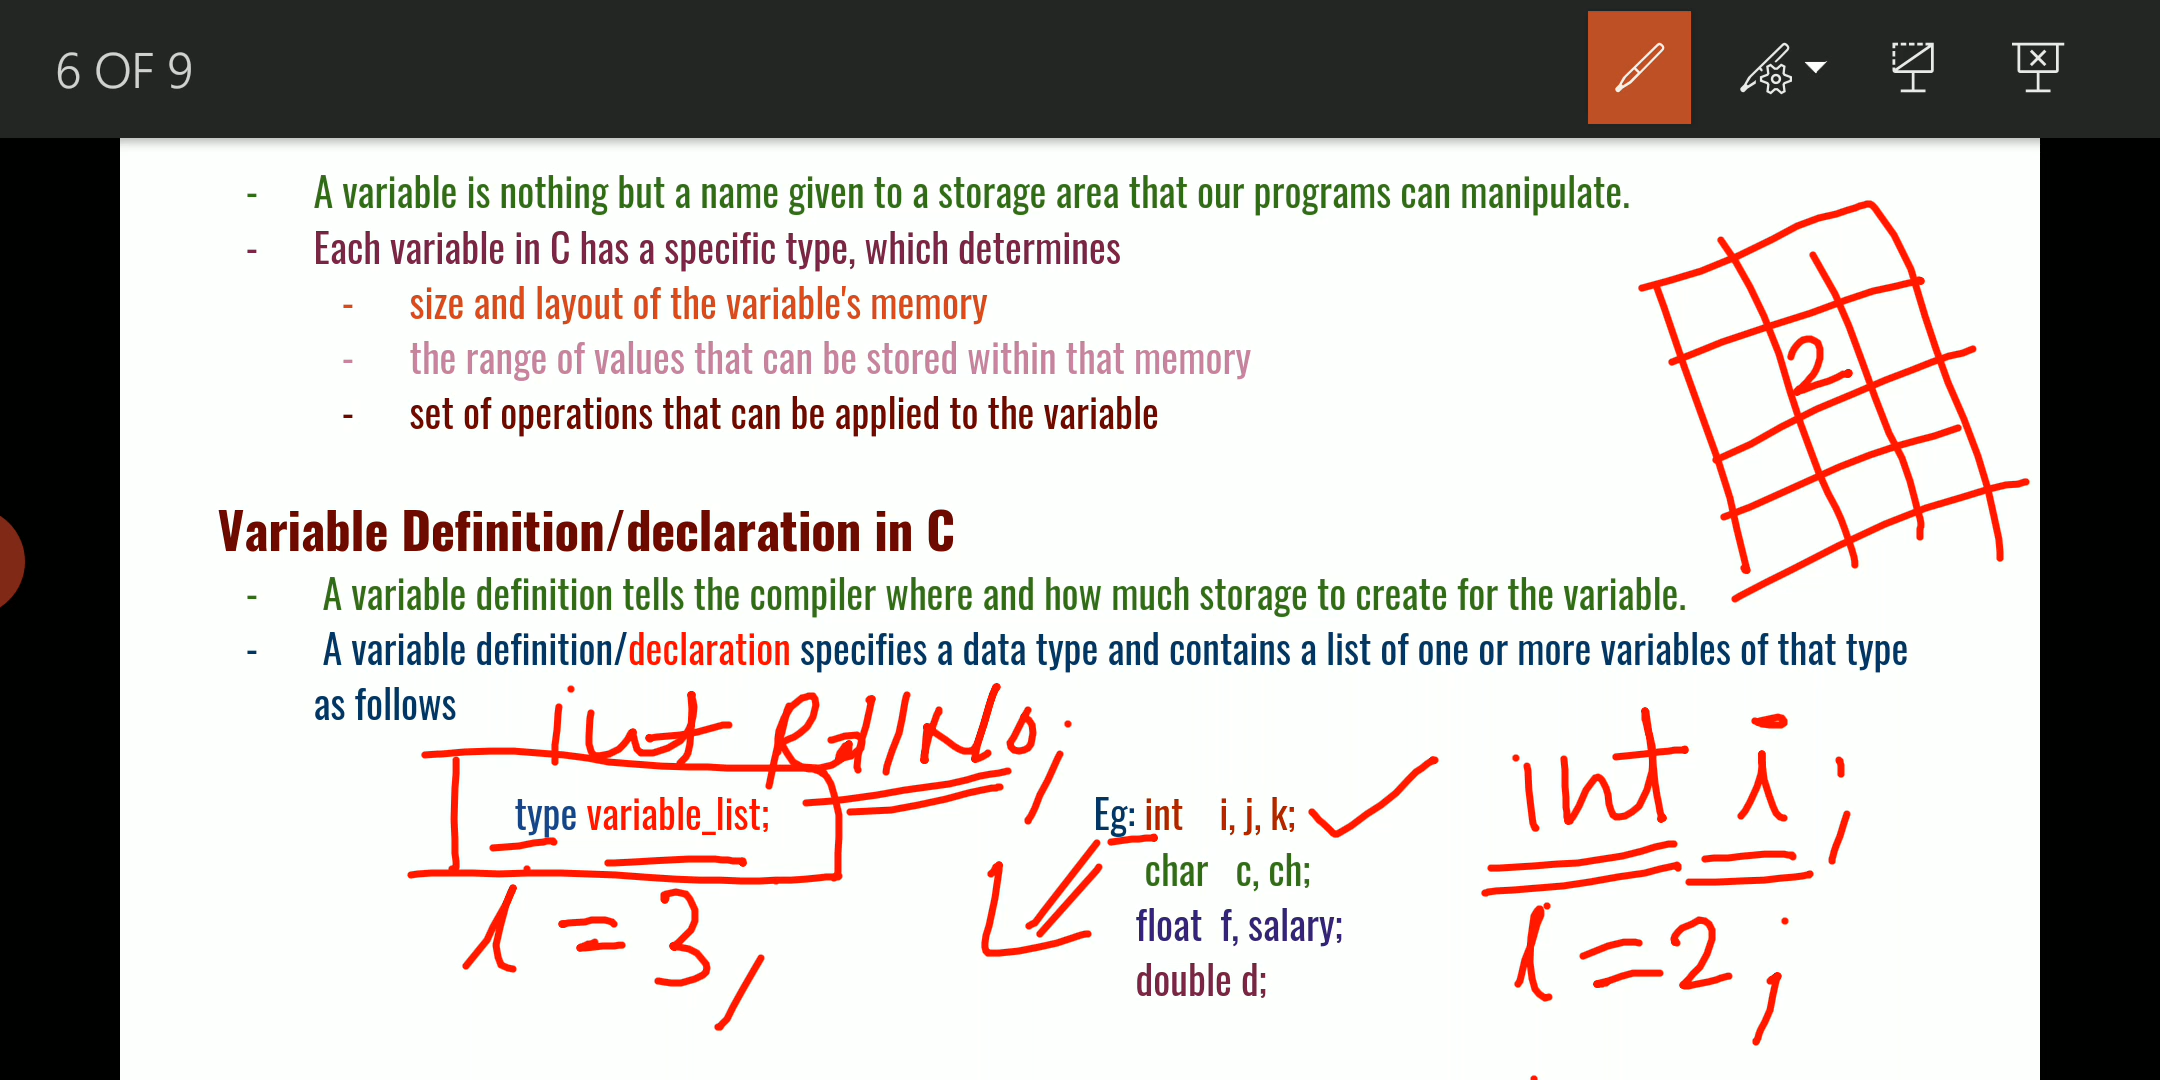 6 OF 9
- A variable is nothing but a name given to a storage area that our programs can manipulate.
- Each variable in C has a specific type, which determines
- size and layout of the variable's memory
- the range of values that can be stored within that memory
- set of operations that can be applied to the variable
2
Variable Definition/declaration in C
- A variable definition tells the compiler where and how much storage to create for the variable.
- A variable definition/declaration specifies a data type and contains a list of one or more variables of that type
as follows
int RollNo;
int i;
type variable_list;
Eg: int i, j, k;
char c, ch;
float f, salary;
double d;
i = 3;
i = 2;